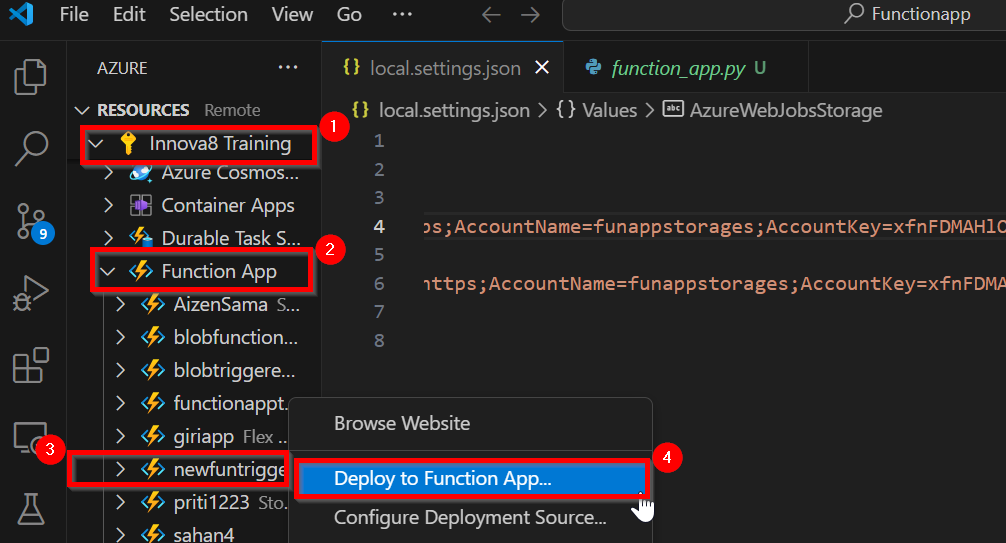 File Edit Selection View Go ... Functionapp
AZURE ...
local.settings.json
function_app.py U
local.settings.json > {} Values > AzureWebJobsStorage
RESOURCES Remote
1
Innova8 Training
Azure Cosmos...
Container Apps
Durable Task S...
2
Function App
AizenSama S...
blobfunction...
blobtriggere...
functionappt.
giriapp Flex ...
3
newfuntrigge
priti1223 Sto.
sahan4
9
1
2
3
4 ps;AccountName=funappstorages;AccountKey=xfnFDMAHlO
5
6 https;AccountName=funappstorages;AccountKey=xfnFDMA
7
8
Browse Website
4
Deploy to Function App...
Configure Deployment Source...